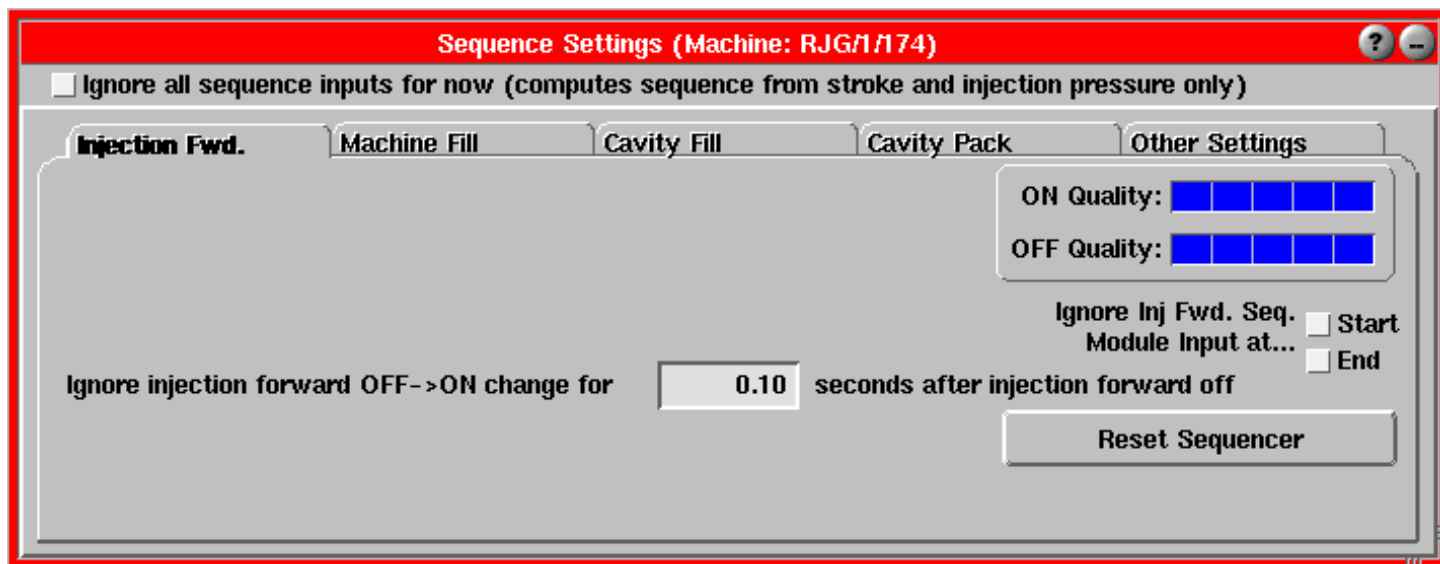 Sequence Settings (Machine: RJG/1/174)
?
Ignore all sequence inputs for now (computes sequence from stroke and injection pressure only)
Injection Fwd. Machine Fill Cavity Fill Cavity Pack Other Settings
ON Quality:
OFF Quality:
Ignore Inj Fwd. Seq.
Module Input at...
Start
End
Ignore injection forward OFF->ON change for 0.10 seconds after injection forward off
Reset Sequencer